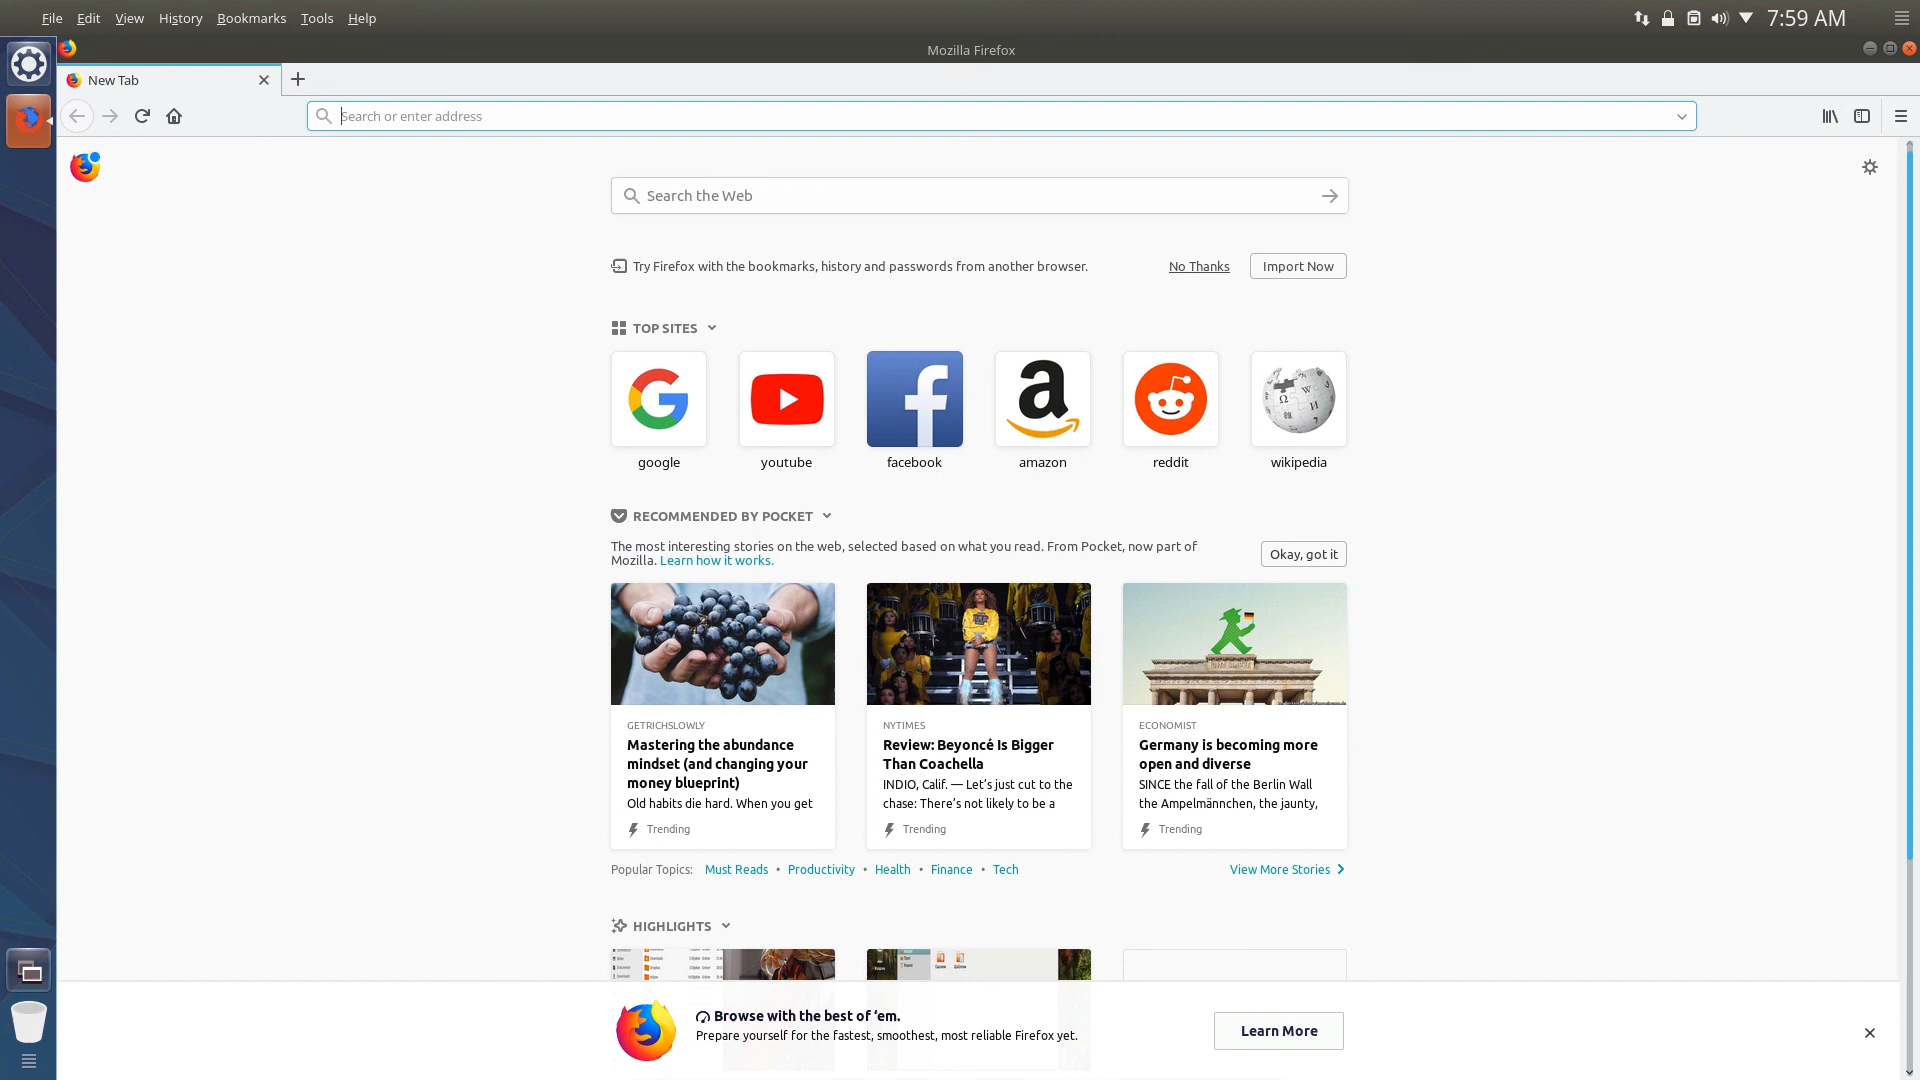 File Edit View History Bookmarks Tools Help
7:59 AM
Mozilla Firefox
New Tab
Search or enter address
Search the Web
Try Firefox with the bookmarks, history and passwords from another browser.
No Thanks
Import Now
TOP SITES
google
youtube
facebook
amazon
reddit
wikipedia
RECOMMENDED BY POCKET
The most interesting stories on the web, selected based on what you read. From Pocket, now part of
Mozilla. Learn how it works.
Okay, got it
GETRICHSLOWLY
Mastering the abundance
mindset (and changing your
money blueprint)
Old habits die hard. When you get
Trending
NYTIMES
Review: Beyoncé Is Bigger
Than Coachella
INDIO, Calif. — Let’s just cut to the
chase: There’s not likely to be a
Trending
ECONOMIST
Germany is becoming more
open and diverse
SINCE the fall of the Berlin Wall
the Ampelmännchen, the jaunty,
Trending
Popular Topics: Must Reads • Productivity • Health • Finance • Tech
View More Stories
HIGHLIGHTS
Browse with the best of ‘em.
Prepare yourself for the fastest, smoothest, most reliable Firefox yet.
Learn More